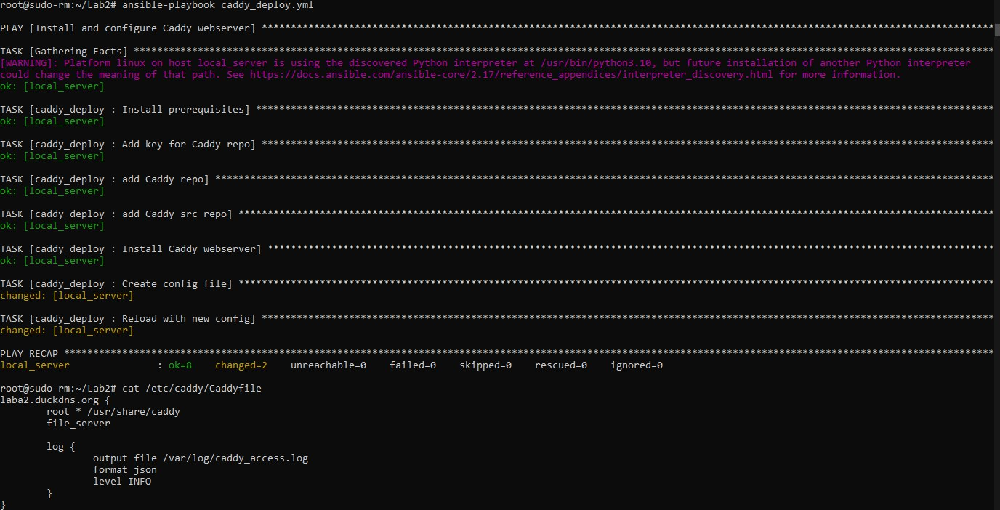 root@sudo-rm:~/Lab2# ansible-playbook caddy_deploy.yml
PLAY [Install and configure Caddy webserver] ******************************************************************************************************************************
TASK [Gathering Facts] ****************************************************************************************************************************************************
[WARNING]: Platform linux on host local_server is using the discovered Python interpreter at /usr/bin/python3.10, but future installation of another Python interpreter
could change the meaning of that path. See https://docs.ansible.com/ansible-core/2.17/reference_appendices/interpreter_discovery.html for more information.
ok: [local_server]
TASK [caddy_deploy : Install prerequisites] *******************************************************************************************************************************
ok: [local_server]
TASK [caddy_deploy : Add key for Caddy repo] ******************************************************************************************************************************
ok: [local_server]
TASK [caddy_deploy : add Caddy repo] **************************************************************************************************************************************
ok: [local_server]
TASK [caddy_deploy : add Caddy src repo] **********************************************************************************************************************************
ok: [local_server]
TASK [caddy_deploy : Install Caddy webserver] *****************************************************************************************************************************
ok: [local_server]
TASK [caddy_deploy : Create config file] **********************************************************************************************************************************
changed: [local_server]
TASK [caddy_deploy : Reload with new config] ******************************************************************************************************************************
changed: [local_server]
PLAY RECAP ****************************************************************************************************************************************************************
local_server               : ok=8    changed=2    unreachable=0    failed=0    skipped=0    rescued=0    ignored=0
root@sudo-rm:~/Lab2# cat /etc/caddy/Caddyfile
laba2.duckdns.org {
        root * /usr/share/caddy
        file_server
        log {
                output file /var/log/caddy_access.log
                format json
                level INFO
        }
}